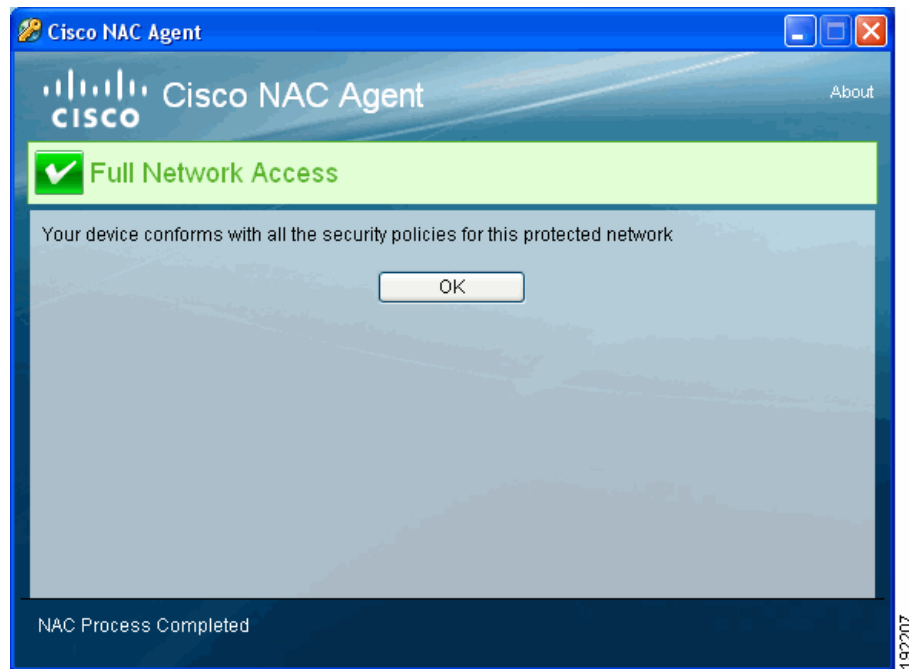 Cisco NAC Agent
CISCO Cisco NAC Agent
About
Full Network Access
Your device conforms with all the security policies for this protected network
OK
NAC Process Completed
192207